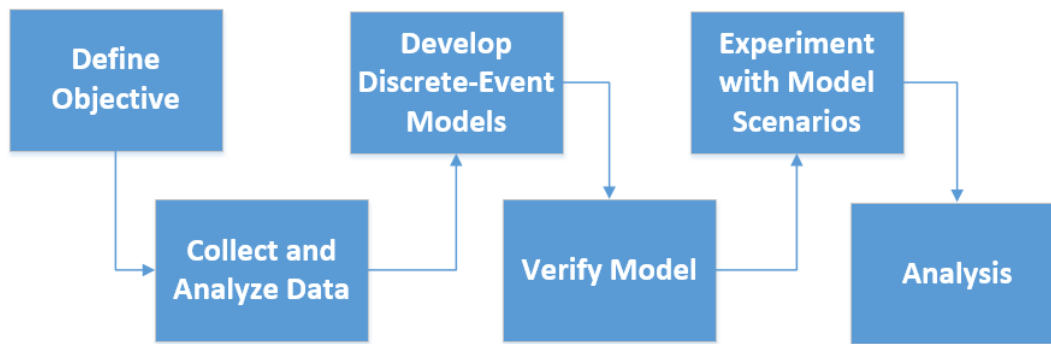 Define
Objective
Collect and
Analyze Data
Develop
Discrete-Event
Models
Verify Model
Experiment
with Model
Scenarios
Analysis